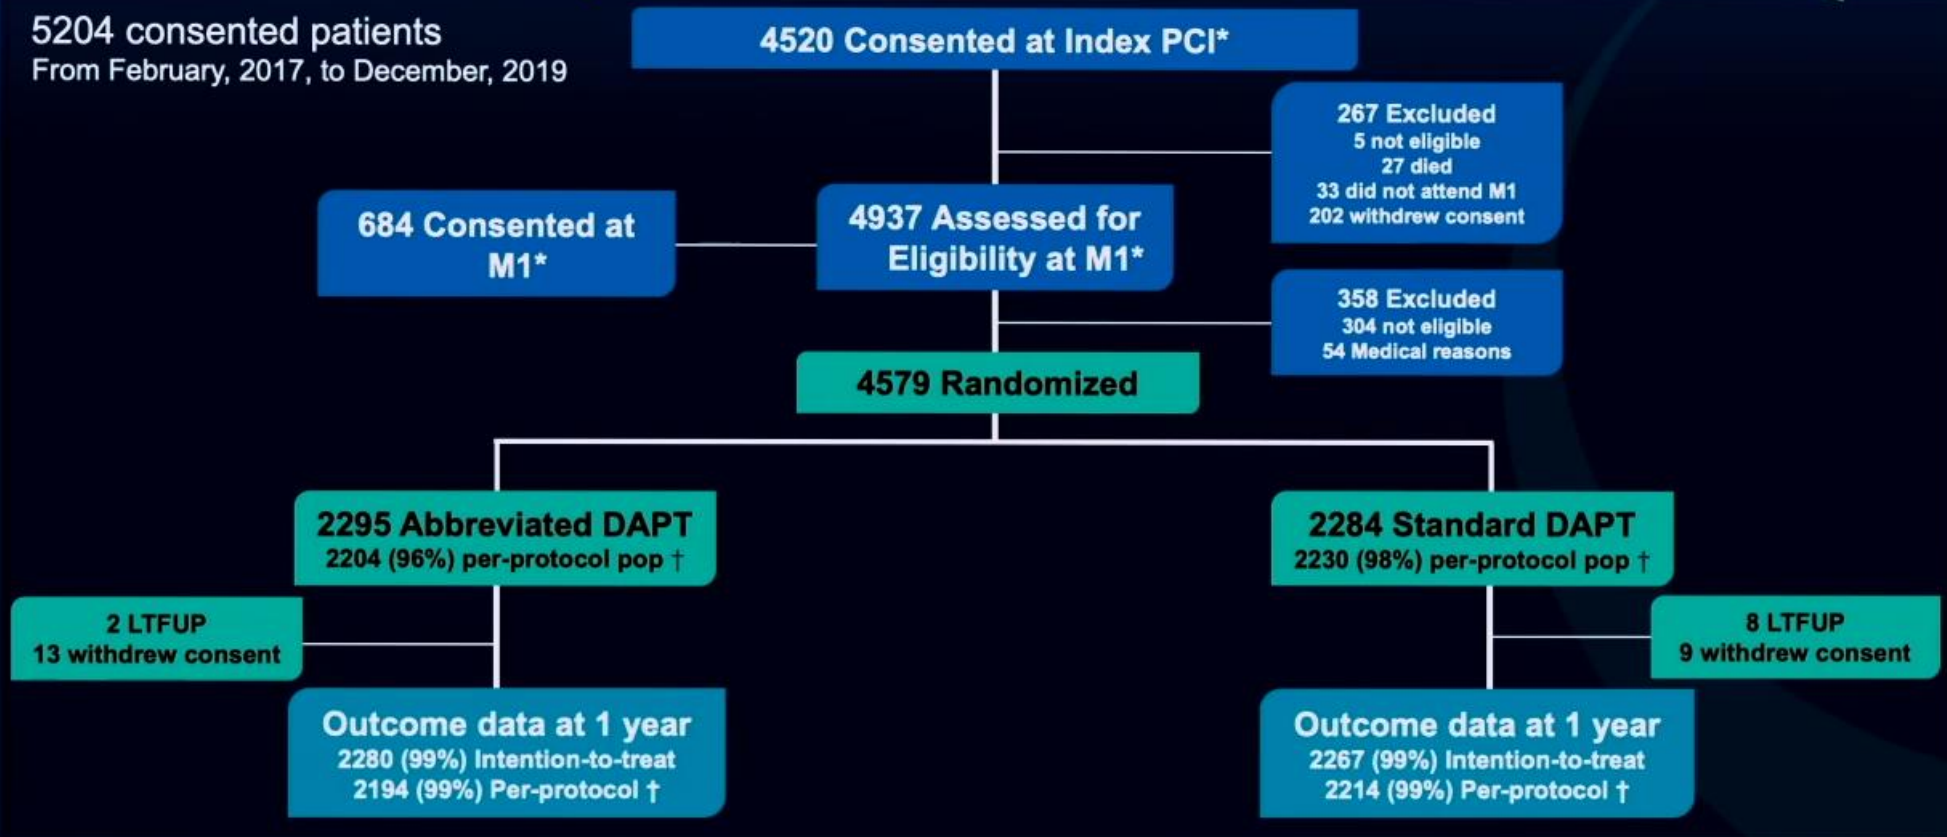 5204 consented patients
From February, 2017, to December, 2019
4520 Consented at Index PCI*
267 Excluded
5 not eligible
27 died
33 did not attend M1
202 withdrew consent
684 Consented at
M1*
4937 Assessed for
Eligibility at M1*
358 Excluded
304 not eligible
54 Medical reasons
4579 Randomized
2295 Abbreviated DAPT
2204 (96%) per-protocol pop †
2284 Standard DAPT
2230 (98%) per-protocol pop †
2 LTFUP
13 withdrew consent
8 LTFUP
9 withdrew consent
Outcome data at 1 year
2280 (99%) Intention-to-treat
2194 (99%) Per-protocol †
Outcome data at 1 year
2267 (99%) Intention-to-treat
2214 (99%) Per-protocol †